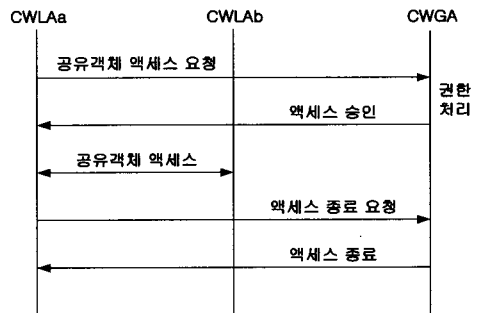 CWLAa
CWLAb
CWGA
공유객체 액세스 요청
권한
처리
액세스 승인
공유객체 액세스
액세스 종료 요청
액세스 종료